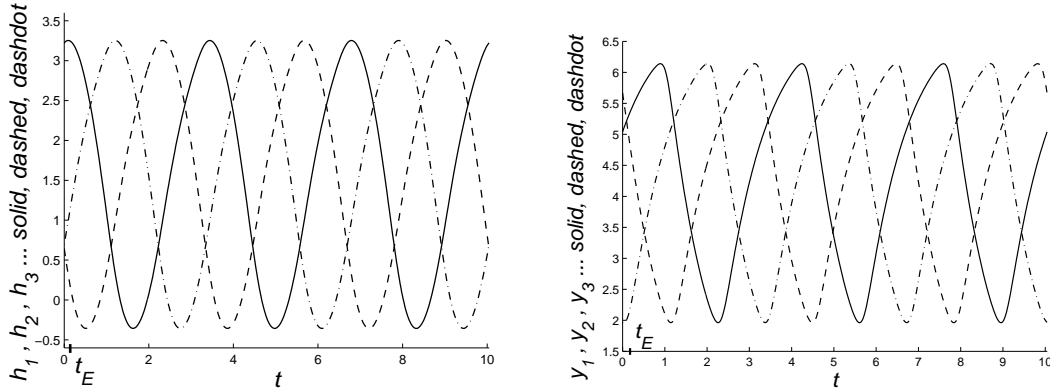 h1 , h2 , h3 ... solid, dashed, dashdot
3.5
3
2.5
2
1.5
1
0.5
0
−0.5
0 2 4 6 8 10
tE
t
y1 , y2 , y3 ... solid, dashed, dashdot
6.5
6
5.5
5
4.5
4
3.5
3
2.5
2
1.5
tE
0 1 2 3 4 5 6 7 8 9 10
t